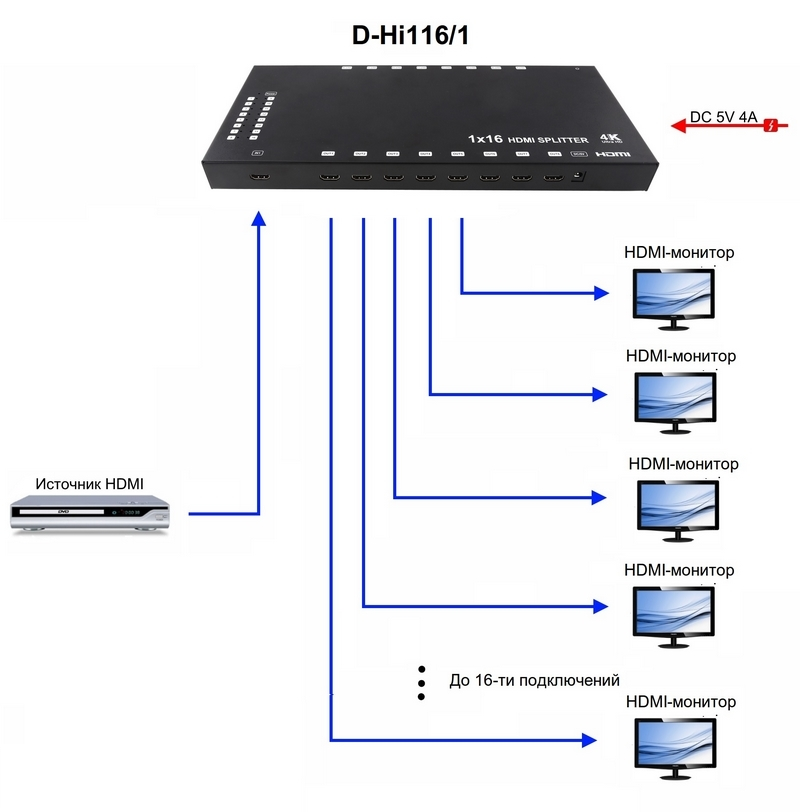 D-Hi116/1
DC 5V 4A
1x16 HDMI SPLITTER
4K
HDMI
HDMI-монитор
HDMI-монитор
Источник HDMI
DVD
HDMI-монитор
HDMI-монитор
До 16-ти подключений
HDMI-монитор